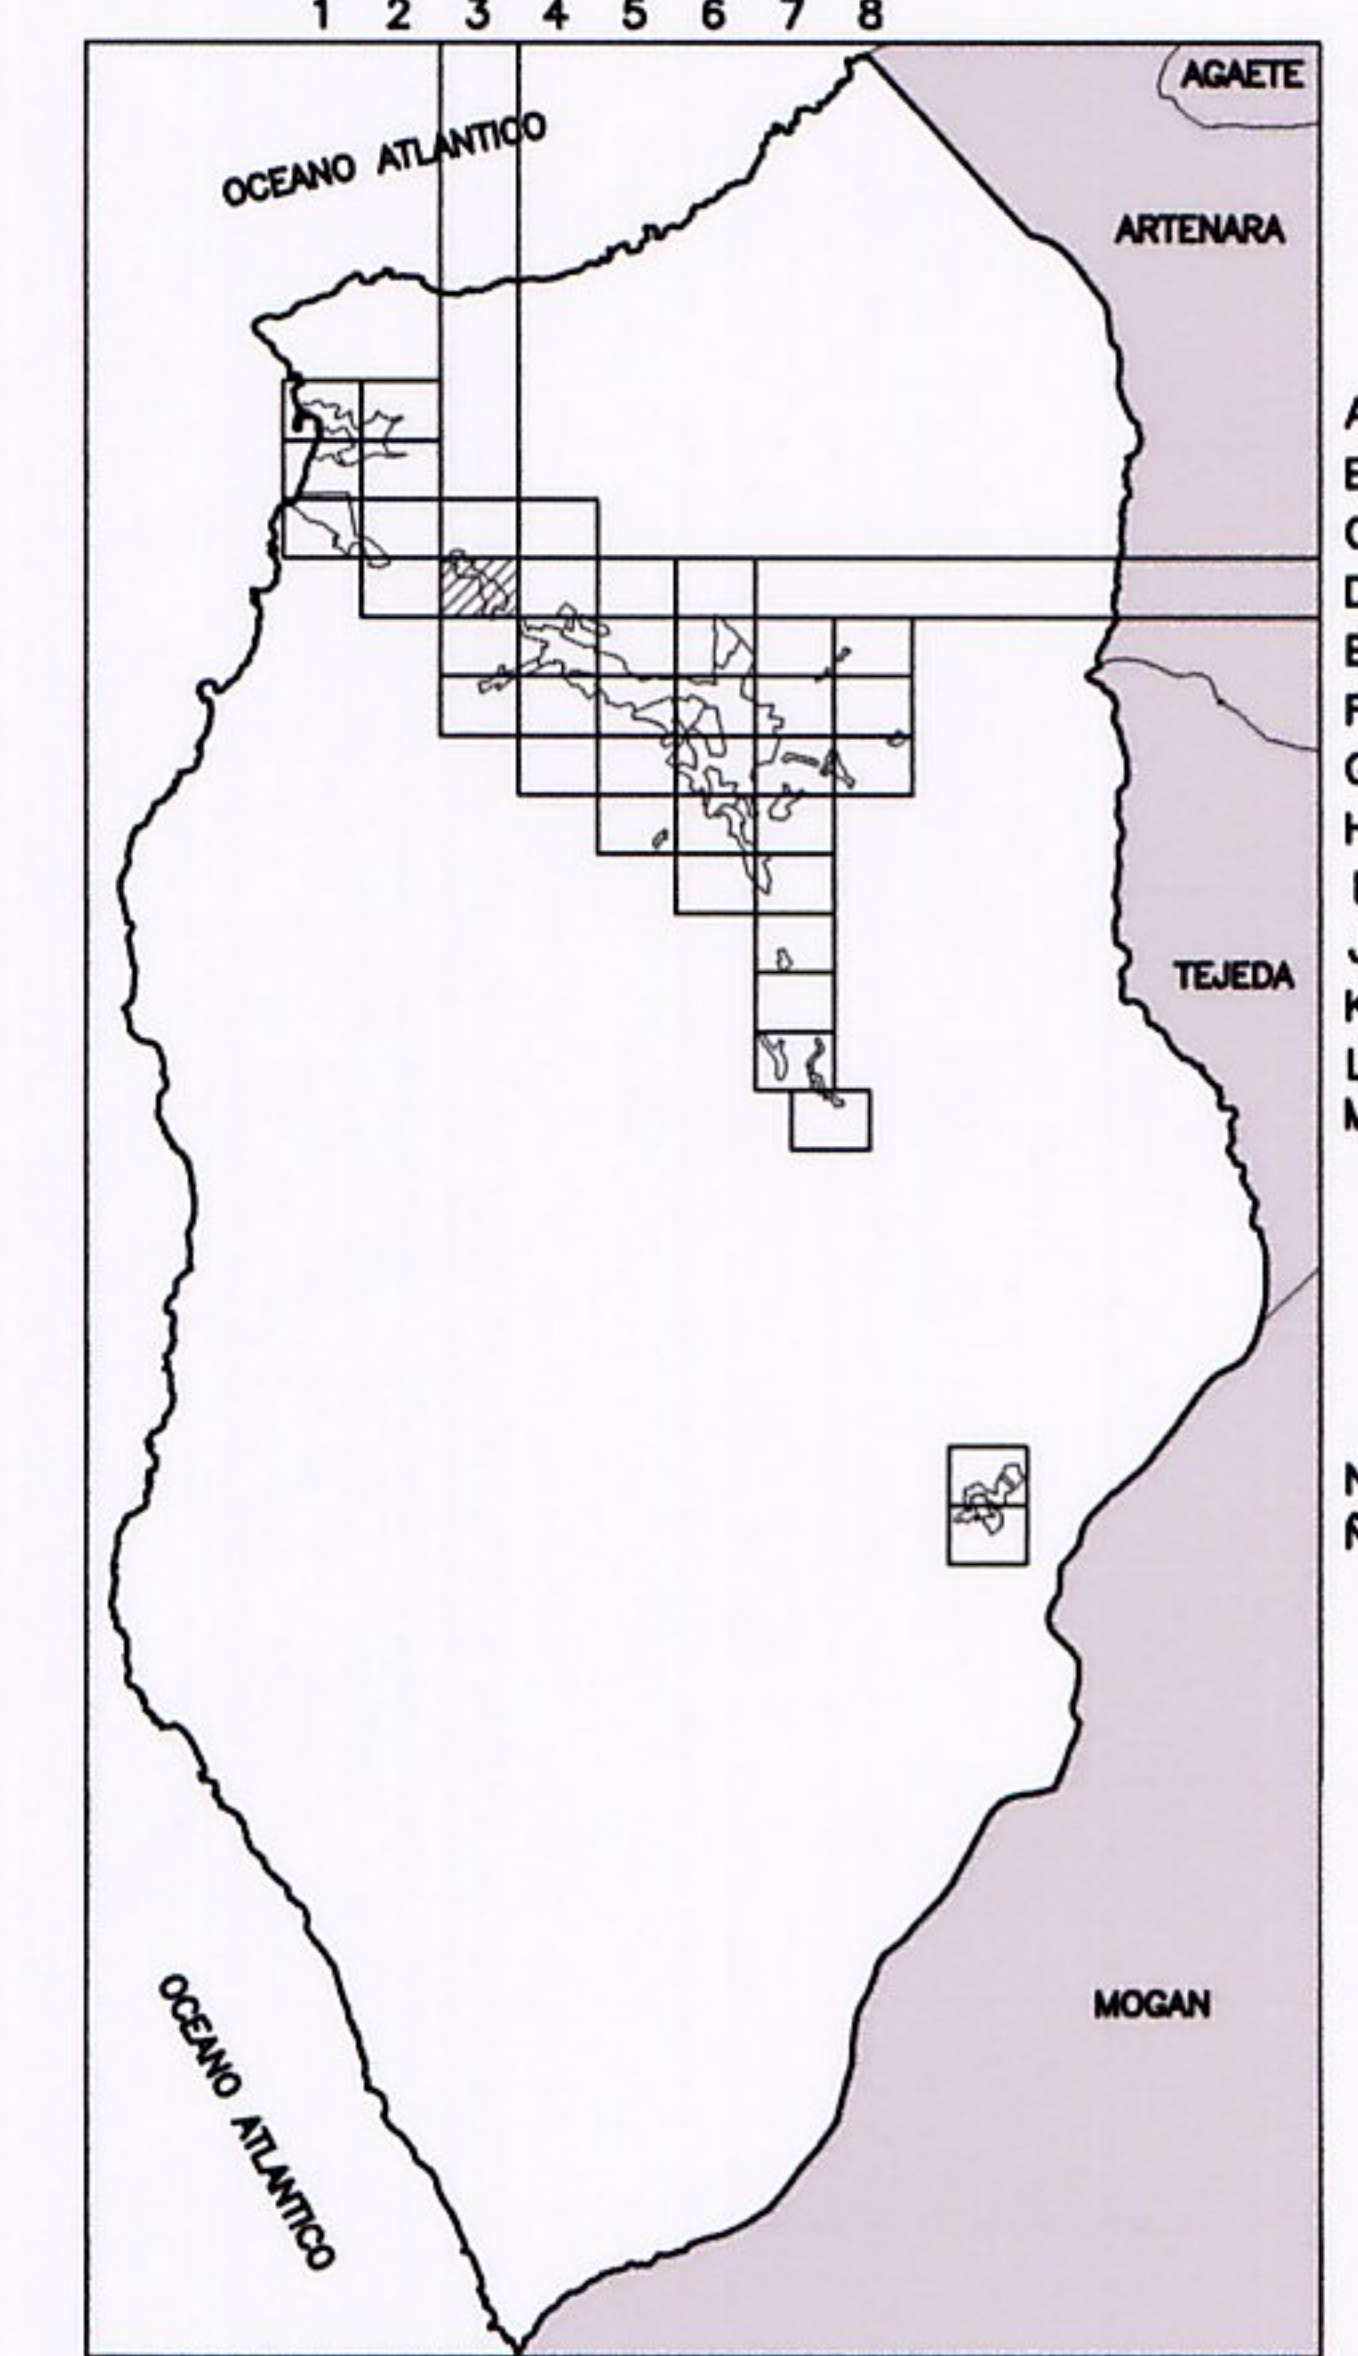 1 2 3 4 5 6 7 8
AGAETE
OCEANO ATLANTICO
ARTENARA
TEJEDA
MOGAN
OCEANO ATLANTICO